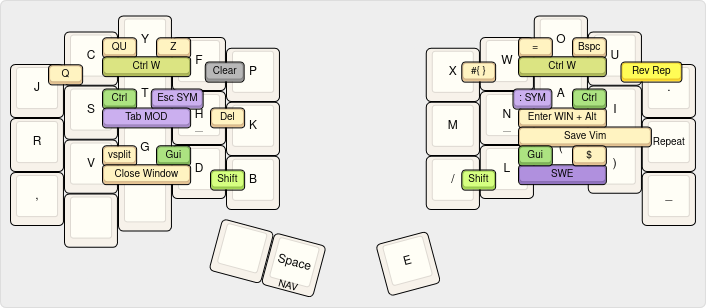 Y
O
QU Z
= Bspc
C
F
W
U
Ctrl W
Ctrl W
Q
Clear
P
X
#{ }
Rev Rep
J
.
T
A
Ctrl Esc SYM
: SYM Ctrl
S
H
_
N
_
I
Tab MOD
Del
Enter WIN + Alt
K
M
R
Save Vim
Repeat
G
(
vsplit Gui
Gui $
V
D
L
)
Close Window
SWE
Shift
B
/
Shift
,
_
Space
NAV
E